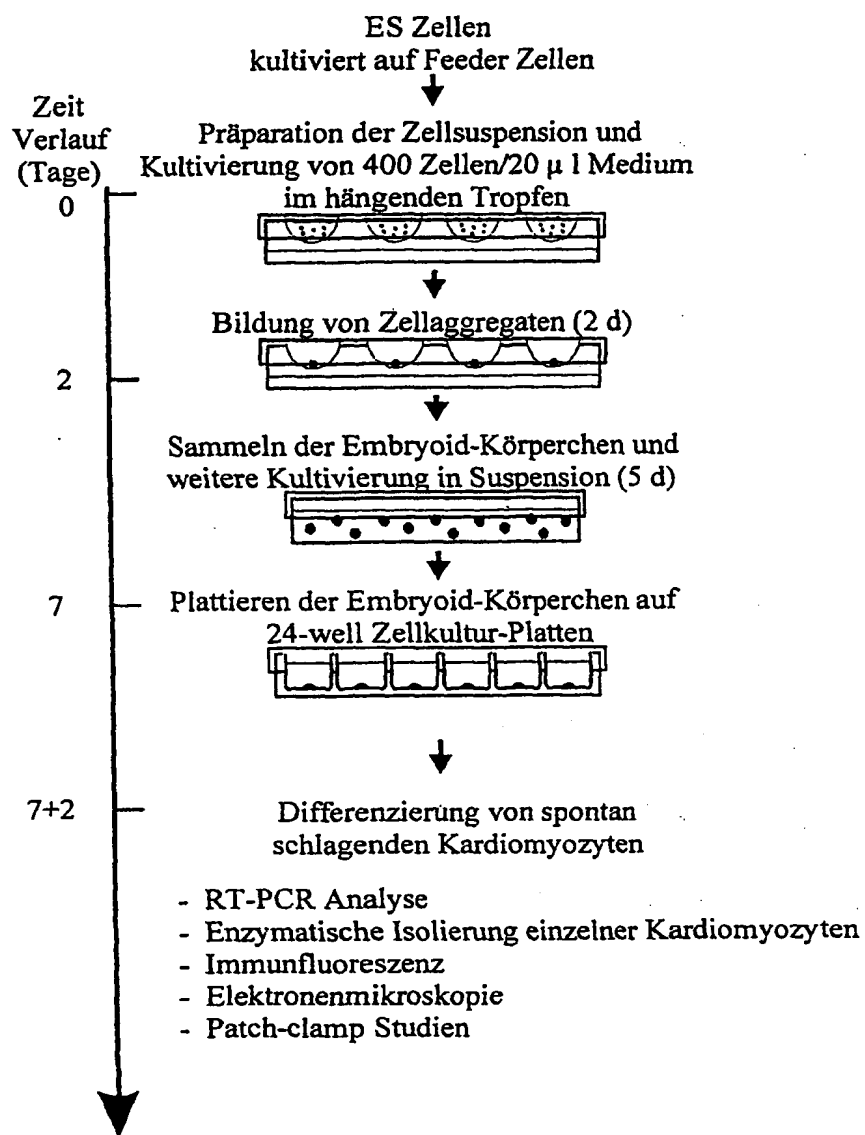 ES Zellen
kultiviert auf Feeder Zellen
Zeit
Verlauf
(Tage)
Präparation der Zellsuspension und
Kultivierung von 400 Zellen/20 µ l Medium
im hängenden Tropfen
0
Bildung von Zellaggregaten (2 d)
2
Sammeln der Embryoid-Körperchen und
weitere Kultivierung in Suspension (5 d)
7
Plattieren der Embryoid-Körperchen auf
24-well Zellkultur-Platten
7+2
Differenzierung von spontan
schlagenden Kardiomyozyten
- RT-PCR Analyse
- Enzymatische Isolierung einzelner Kardiomyozyten
- Immunfluoreszenz
- Elektronenmikroskopie
- Patch-clamp Studien